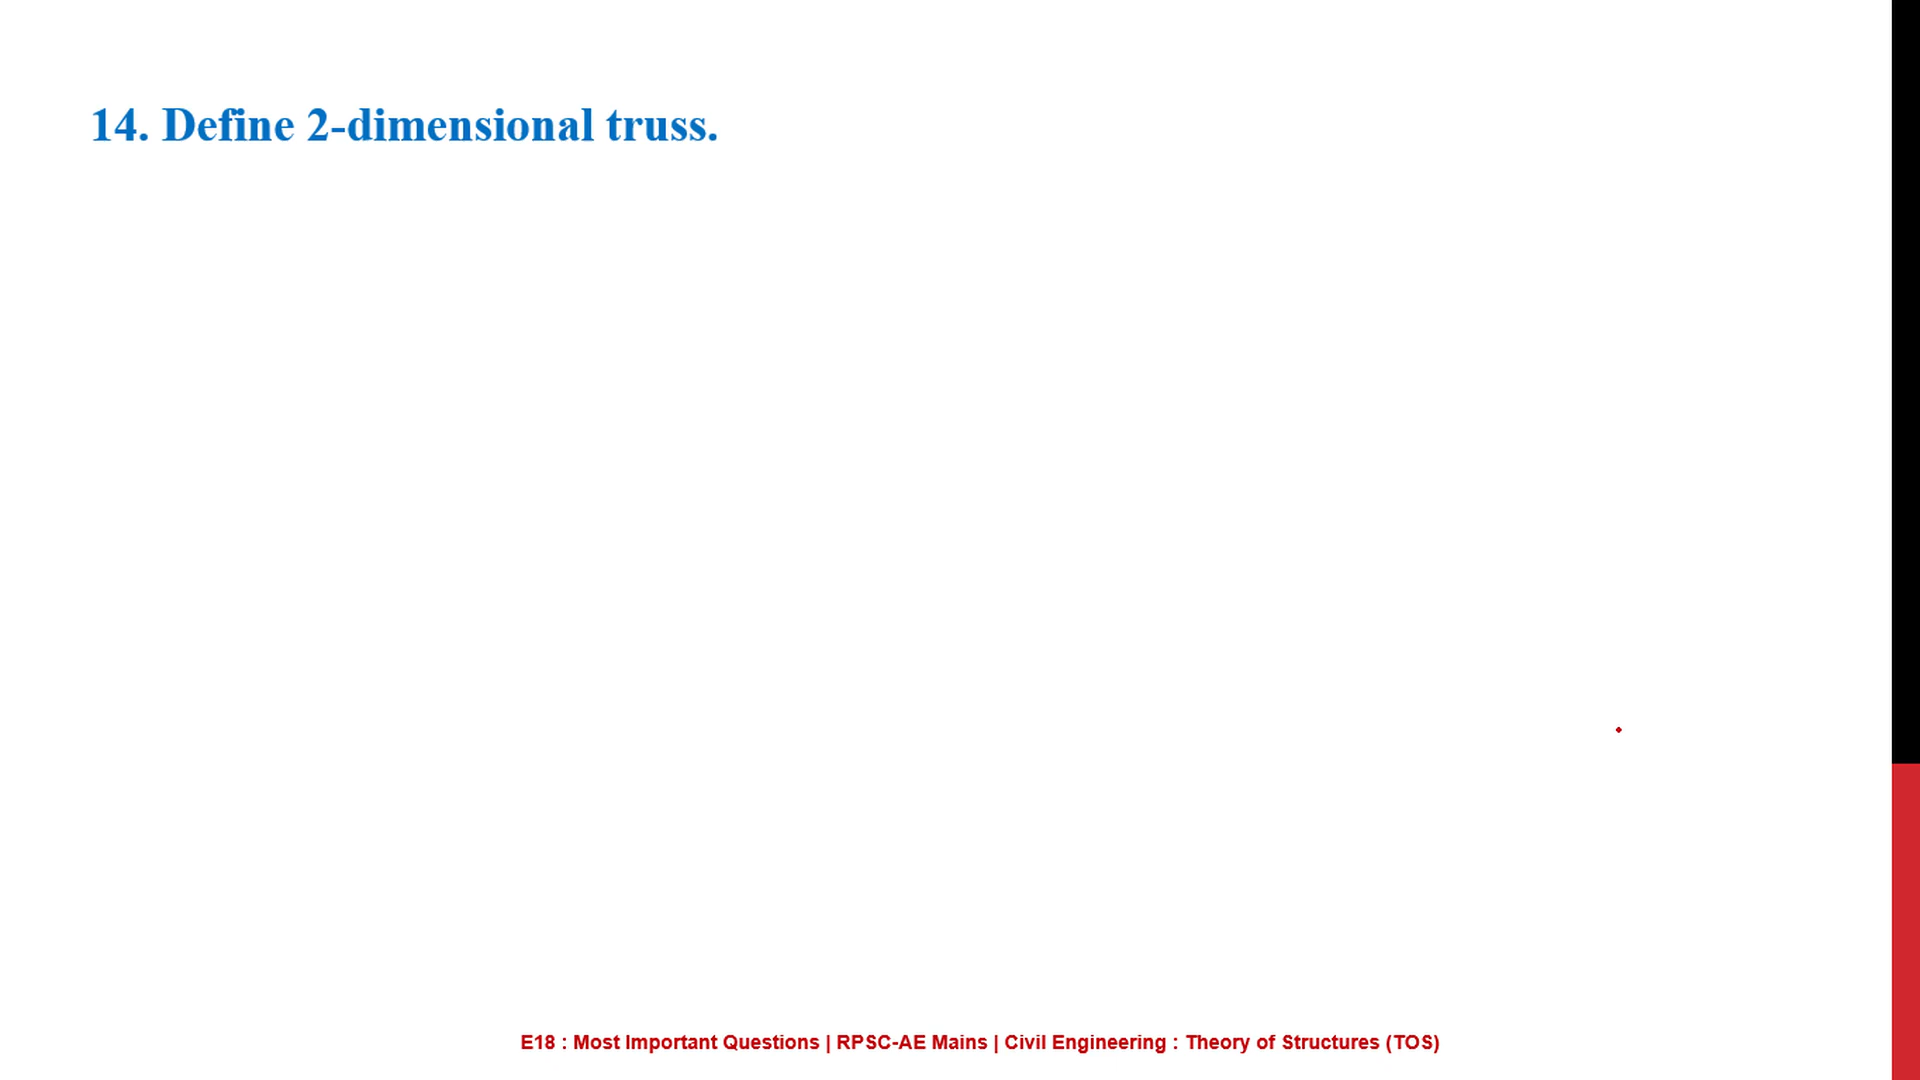 14. Define 2-dimensional truss.
E18 : Most Important Questions | RPSC-AE Mains | Civil Engineering : Theory of Structures (TOS)